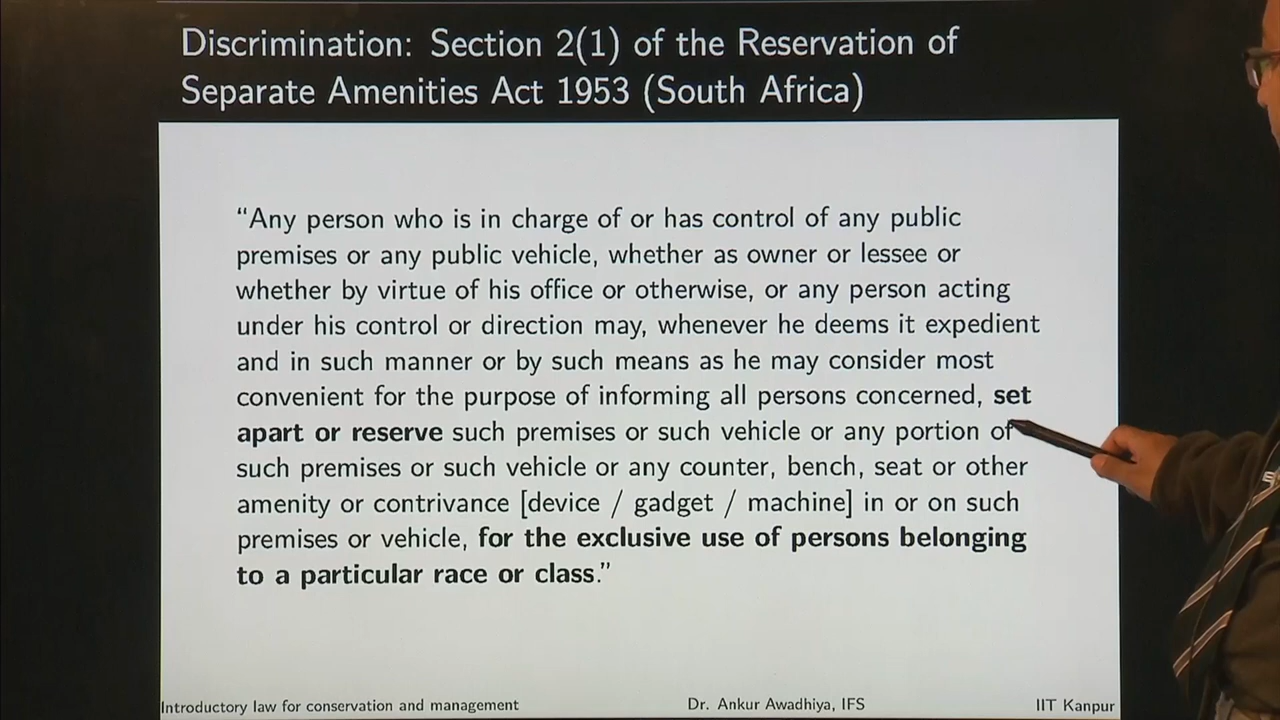 Discrimination: Section 2(1) of the Reservation of
Separate Amenities Act 1953 (South Africa)
“Any person who is in charge of or has control of any public
premises or any public vehicle, whether as owner or lessee or
whether by virtue of his office or otherwise, or any person acting
under his control or direction may, whenever he deems it expedient
and in such manner or by such means as he may consider most
convenient for the purpose of informing all persons concerned, set
apart or reserve such premises or such vehicle or any portion of
such premises or such vehicle or any counter, bench, seat or other
amenity or contrivance [device / gadget / machine] in or on such
premises or vehicle, for the exclusive use of persons belonging
to a particular race or class.”
Introductory law for conservation and management Dr. Ankur Awadhiya, IFS IIT Kanpur